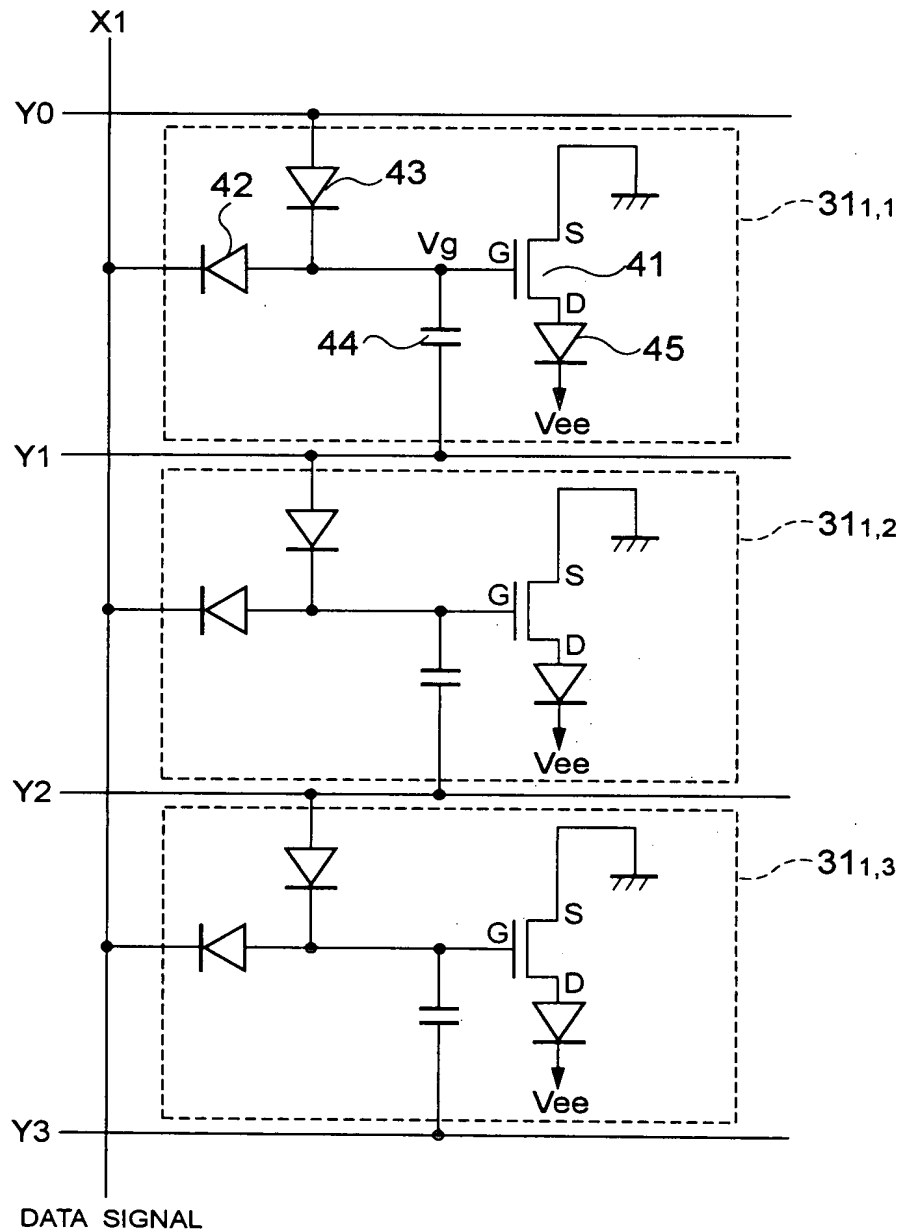 X1
Y0
42
43
Vg
G
S
41
D
44
45
Vee
31₁,₁
Y1
G
S
D
Vee
31₁,₂
Y2
G
S
D
Vee
31₁,₃
Y3
DATA SIGNAL